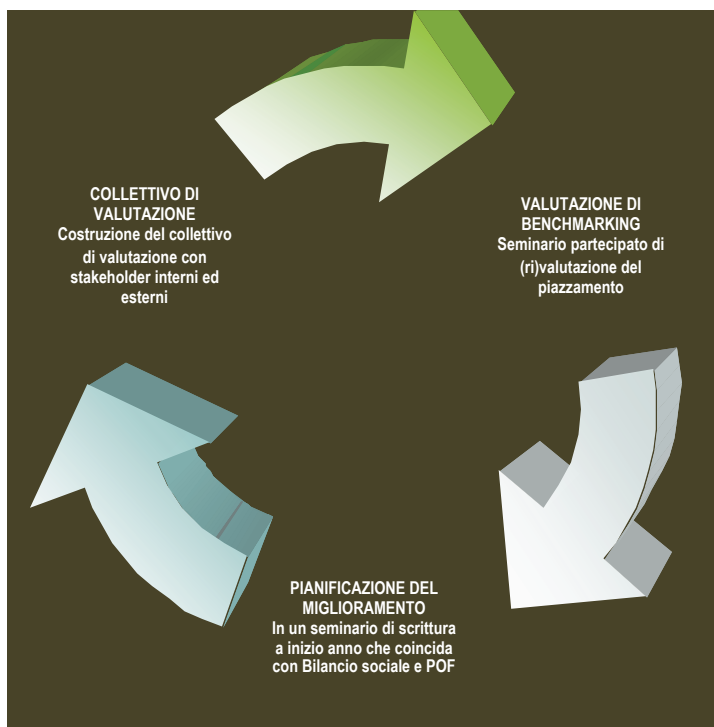 COLLETTIVO DI
VALUTAZIONE
Costruzione del collettivo
di valutazione con
stakeholder interni ed
esterni
VALUTAZIONE DI
BENCHMARKING
Seminario partecipato di
(ri)valutazione del
piazzamento
PIANIFICAZIONE DEL
MIGLIORAMENTO
In un seminario di scrittura
a inizio anno che coincida
con Bilancio sociale e POF